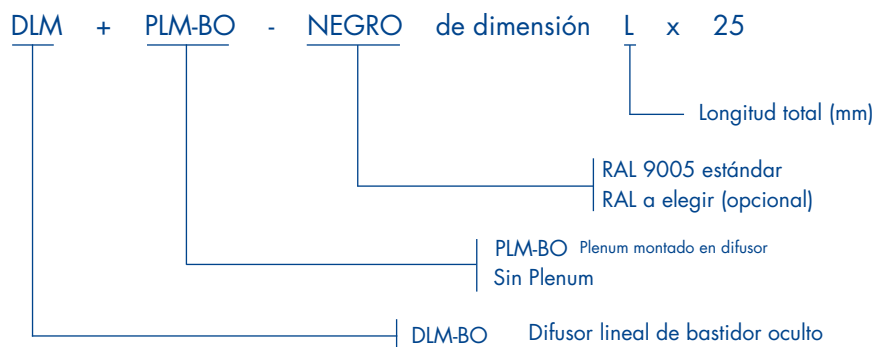 DLM + PLM-BO - NEGRO de dimensión L x 25
Longitud total (mm)
RAL 9005 estándar
RAL a elegir (opcional)
PLM-BO Plenum montado en difusor
Sin Plenum
DLM-BO Difusor lineal de bastidor oculto